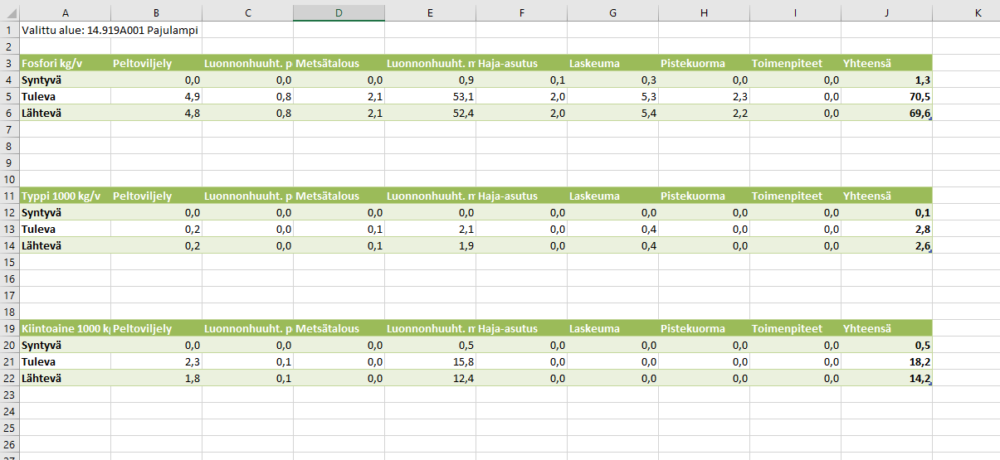 A B C D E F G H I J K
1 Valittu alue: 14.919A001 Pajulampi
2
3 Fosfori kg/v Peltoviljely Luonnonhuuht. p Metsätalous Luonnonhuuht. m Haja-asutus Laskeuma Pistekuorma Toimenpiteet Yhteensä
4 Syntyvä 0,0 0,0 0,0 0,9 0,1 0,3 0,0 0,0 1,3
5 Tuleva 4,9 0,8 2,1 53,1 2,0 5,3 2,3 0,0 70,5
6 Lähtevä 4,8 0,8 2,1 52,4 2,0 5,4 2,2 0,0 69,6
7
8
9
10
11 Typpi 1000 kg/v Peltoviljely Luonnonhuuht. p Metsätalous Luonnonhuuht. m Haja-asutus Laskeuma Pistekuorma Toimenpiteet Yhteensä
12 Syntyvä 0,0 0,0 0,0 0,0 0,0 0,0 0,0 0,0 0,1
13 Tuleva 0,2 0,0 0,1 2,1 0,0 0,4 0,0 0,0 2,8
14 Lähtevä 0,2 0,0 0,1 1,9 0,0 0,4 0,0 0,0 2,6
15
16
17
18
19 Kiintoaine 1000 kg Peltoviljely Luonnonhuuht. p Metsätalous Luonnonhuuht. m Haja-asutus Laskeuma Pistekuorma Toimenpiteet Yhteensä
20 Syntyvä 0,0 0,0 0,0 0,5 0,0 0,0 0,0 0,0 0,5
21 Tuleva 2,3 0,1 0,0 15,8 0,0 0,0 0,0 0,0 18,2
22 Lähtevä 1,8 0,1 0,0 12,4 0,0 0,0 0,0 0,0 14,2
23
24
25
26
27